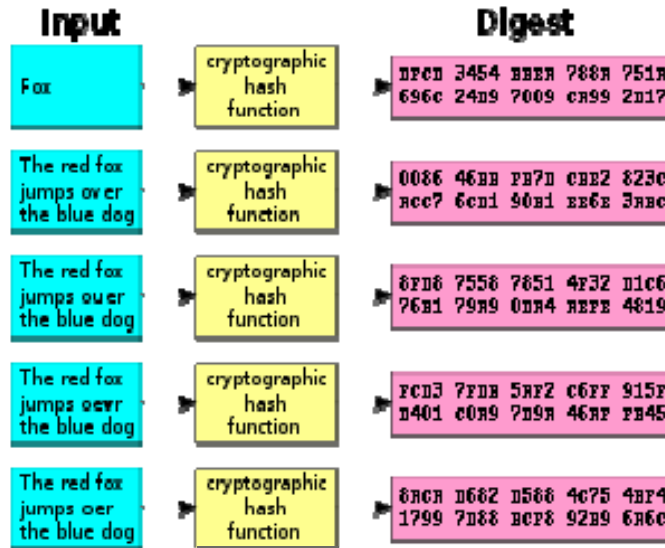 Input Digest
Fox
cryptographic
hash
function
DFCD 3454 BBEA 788A 751A
696C 24D9 7009 CA99 2D17
The red fox
jumps over
the blue dog
cryptographic
hash
function
0086 46BB FB7D CBE2 823C
ACC7 6CD1 90B1 EE6E 3ABC
The red fox
jumps ouer
the blue dog
cryptographic
hash
function
8FD8 7558 7851 4F32 D1C6
76B1 79A9 0DA4 AEFE 4819
The red fox
jumps oevr
the blue dog
cryptographic
hash
function
FCD3 7FDB 5AF2 C6FF 915F
D401 C0A9 7D9A 46AF FB45
The red fox
jumps oer
the blue dog
cryptographic
hash
function
8ACA D682 D588 4C75 4BF4
1799 7D88 BCF8 92B9 6A6C